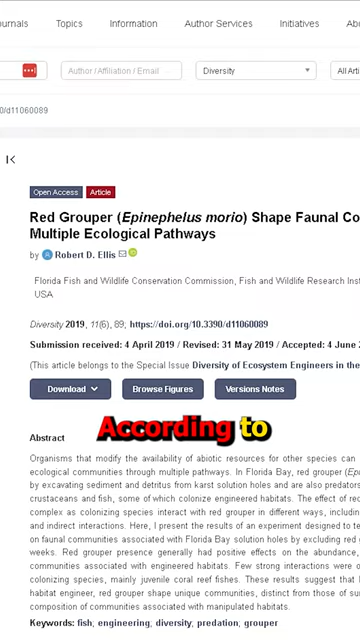 ournals Topics Information Author Services Initiatives Abo
Author / Affiliation / Email Diversity All Arti
0/d11060089
Open Access Article
Red Grouper (Epinephelus morio) Shape Faunal Co
Multiple Ecological Pathways
by Robert D. Ellis
Florida Fish and Wildlife Conservation Commission, Fish and Wildlife Research Inst
USA
Diversity 2019, 11(6), 89; https://doi.org/10.3390/d11060089
Submission received: 4 April 2019 / Revised: 31 May 2019 / Accepted: 4 June 2
(This article belongs to the Special Issue Diversity of Ecosystem Engineers in the
Download Browse Figures Versions Notes
According to
Abstract
Organisms that modify the availability of abiotic resources for other species can
ecological communities through multiple pathways. In Florida Bay, red grouper (Epi
by excavating sediment and detritus from karst solution holes and are also predators
crustaceans and fish, some of which colonize engineered habitats. The effect of red
complex as colonizing species interact with red grouper in different ways, including
and indirect interactions. Here, I present the results of an experiment designed to te
on faunal communities associated with Florida Bay solution holes by excluding red gr
weeks. Red grouper presence generally had positive effects on the abundance,
communities associated with engineered habitats. Few strong interactions were o
colonizing species, mainly juvenile coral reef fishes. These results suggest that b
habitat engineer, red grouper shape unique communities, distinct from those of su
composition of communities associated with manipulated habitats.
Keywords: fish; engineering; diversity; predation; grouper